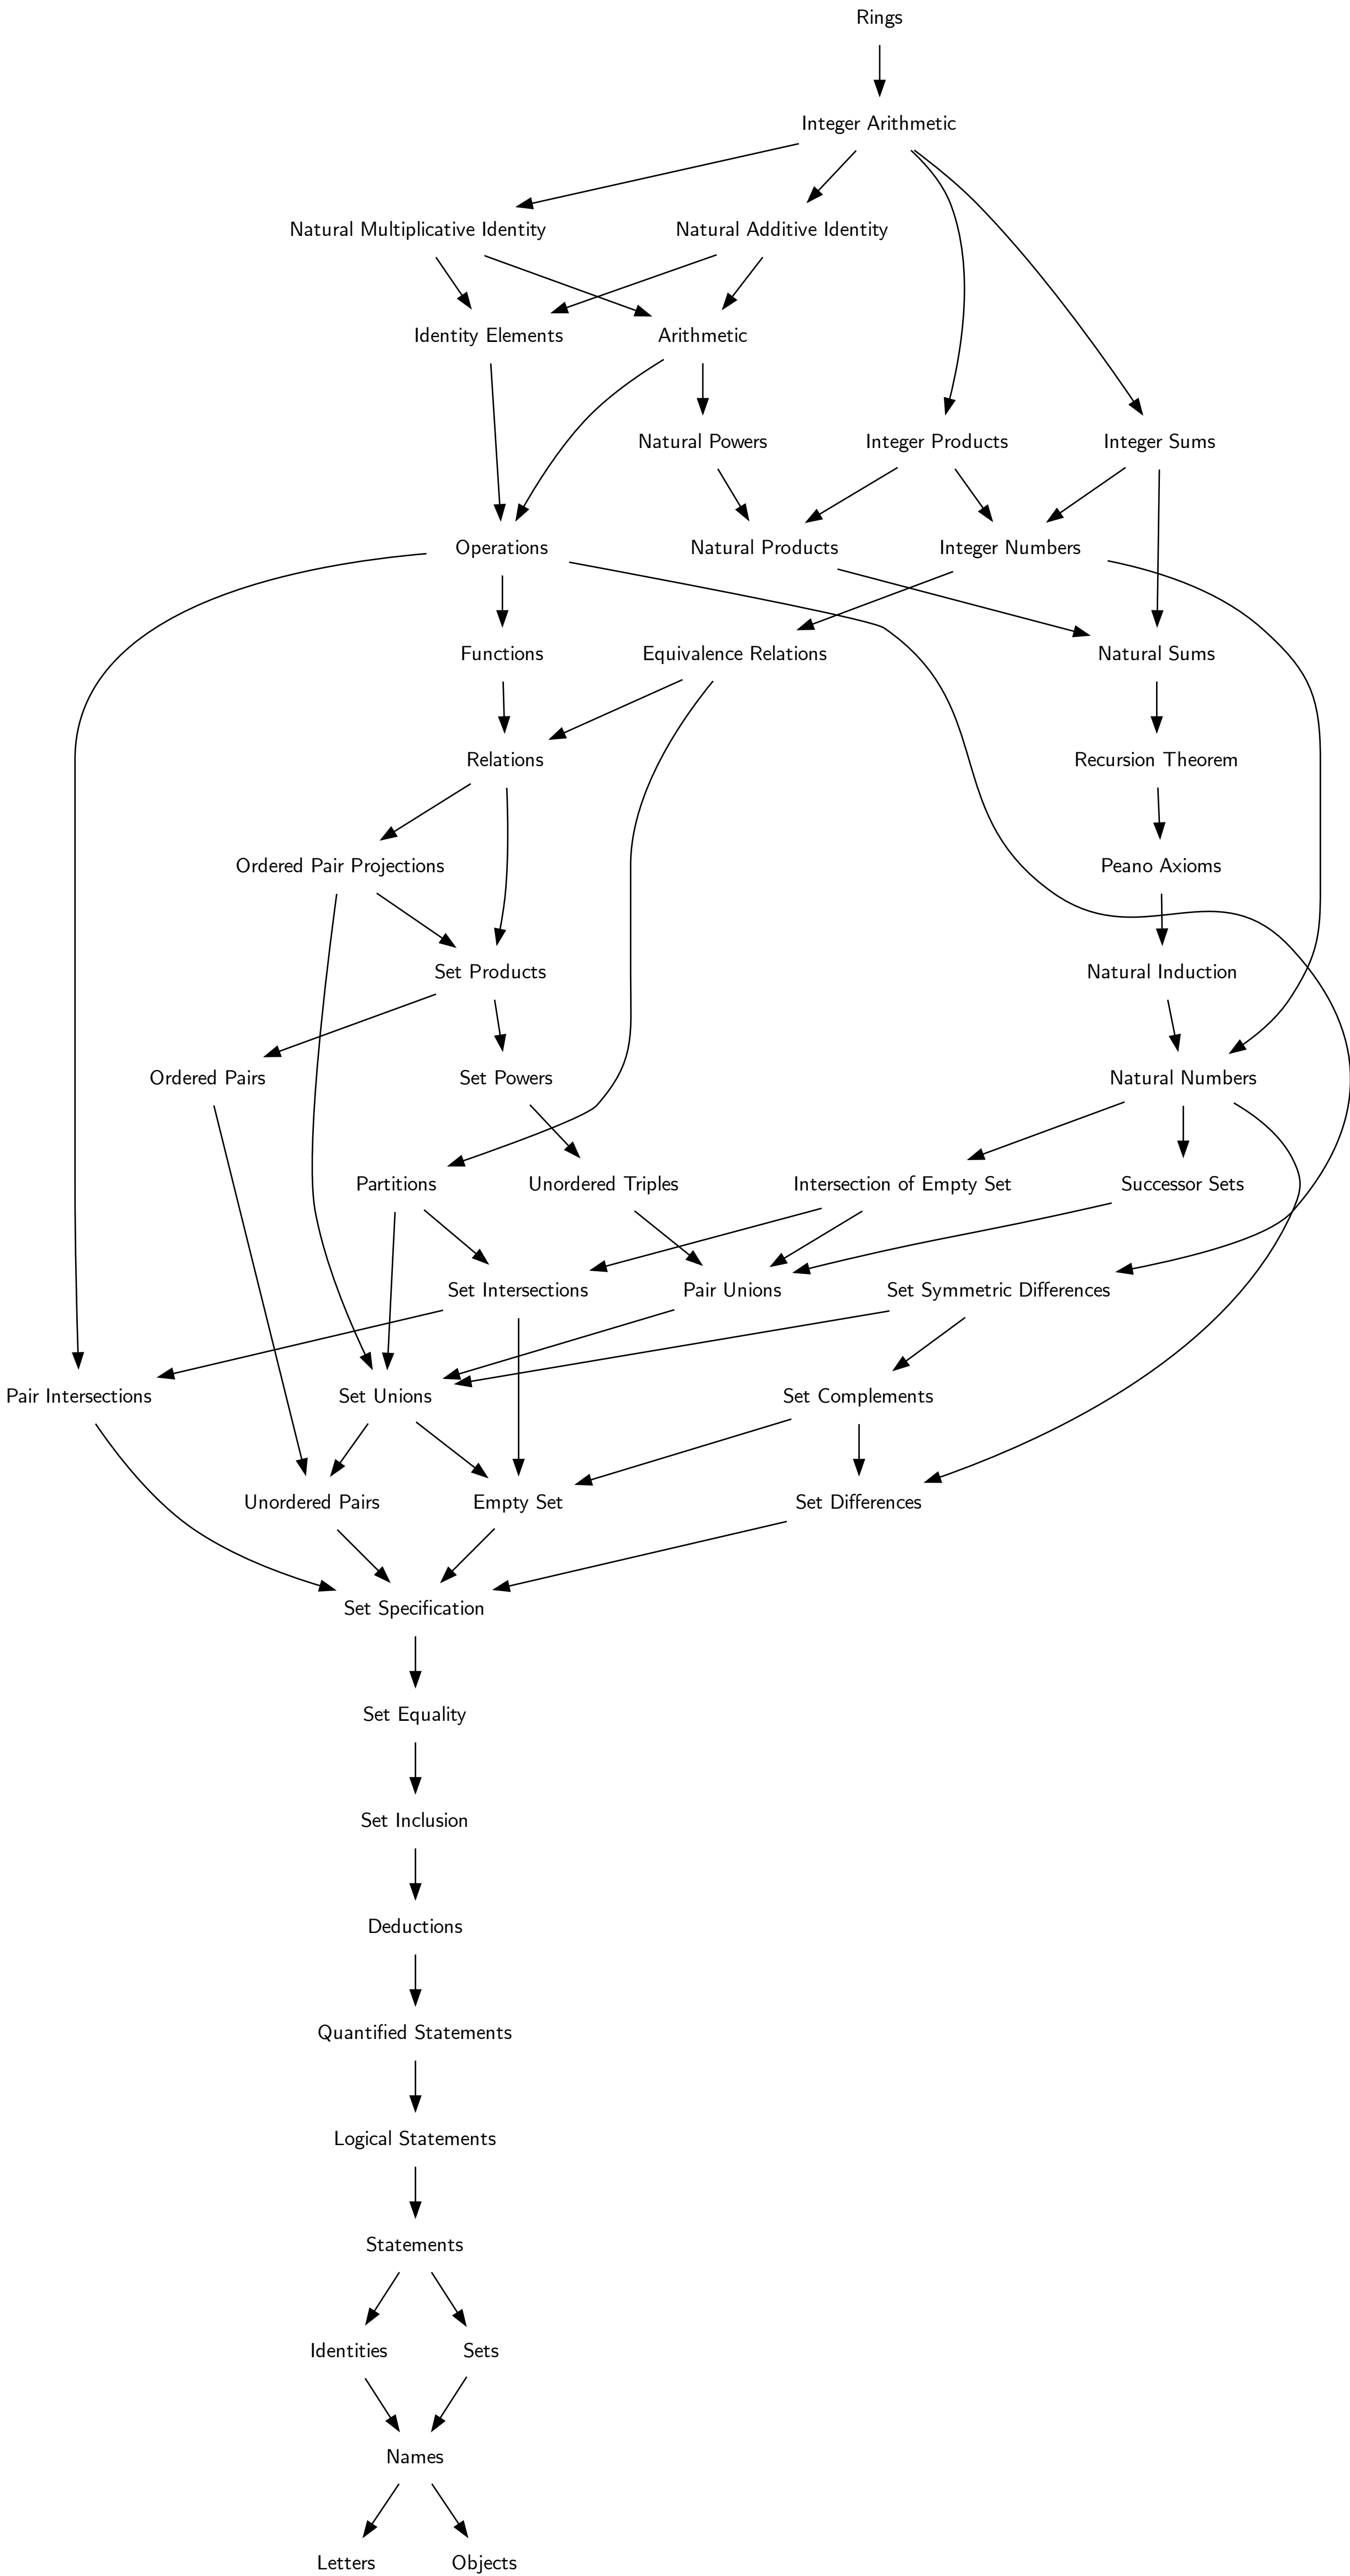 Rings
Integer Arithmetic
Natural Multiplicative Identity
Natural Additive Identity
Identity Elements
Arithmetic
Natural Powers
Integer Products
Integer Sums
Operations
Natural Products
Integer Numbers
Functions
Equivalence Relations
Natural Sums
Relations
Recursion Theorem
Ordered Pair Projections
Peano Axioms
Set Products
Natural Induction
Ordered Pairs
Set Powers
Natural Numbers
Partitions
Unordered Triples
Intersection of Empty Set
Successor Sets
Set Intersections
Pair Unions
Set Symmetric Differences
Pair Intersections
Set Unions
Set Complements
Unordered Pairs
Empty Set
Set Differences
Set Specification
Set Equality
Set Inclusion
Deductions
Quantified Statements
Logical Statements
Statements
Identities
Sets
Names
Letters
Objects